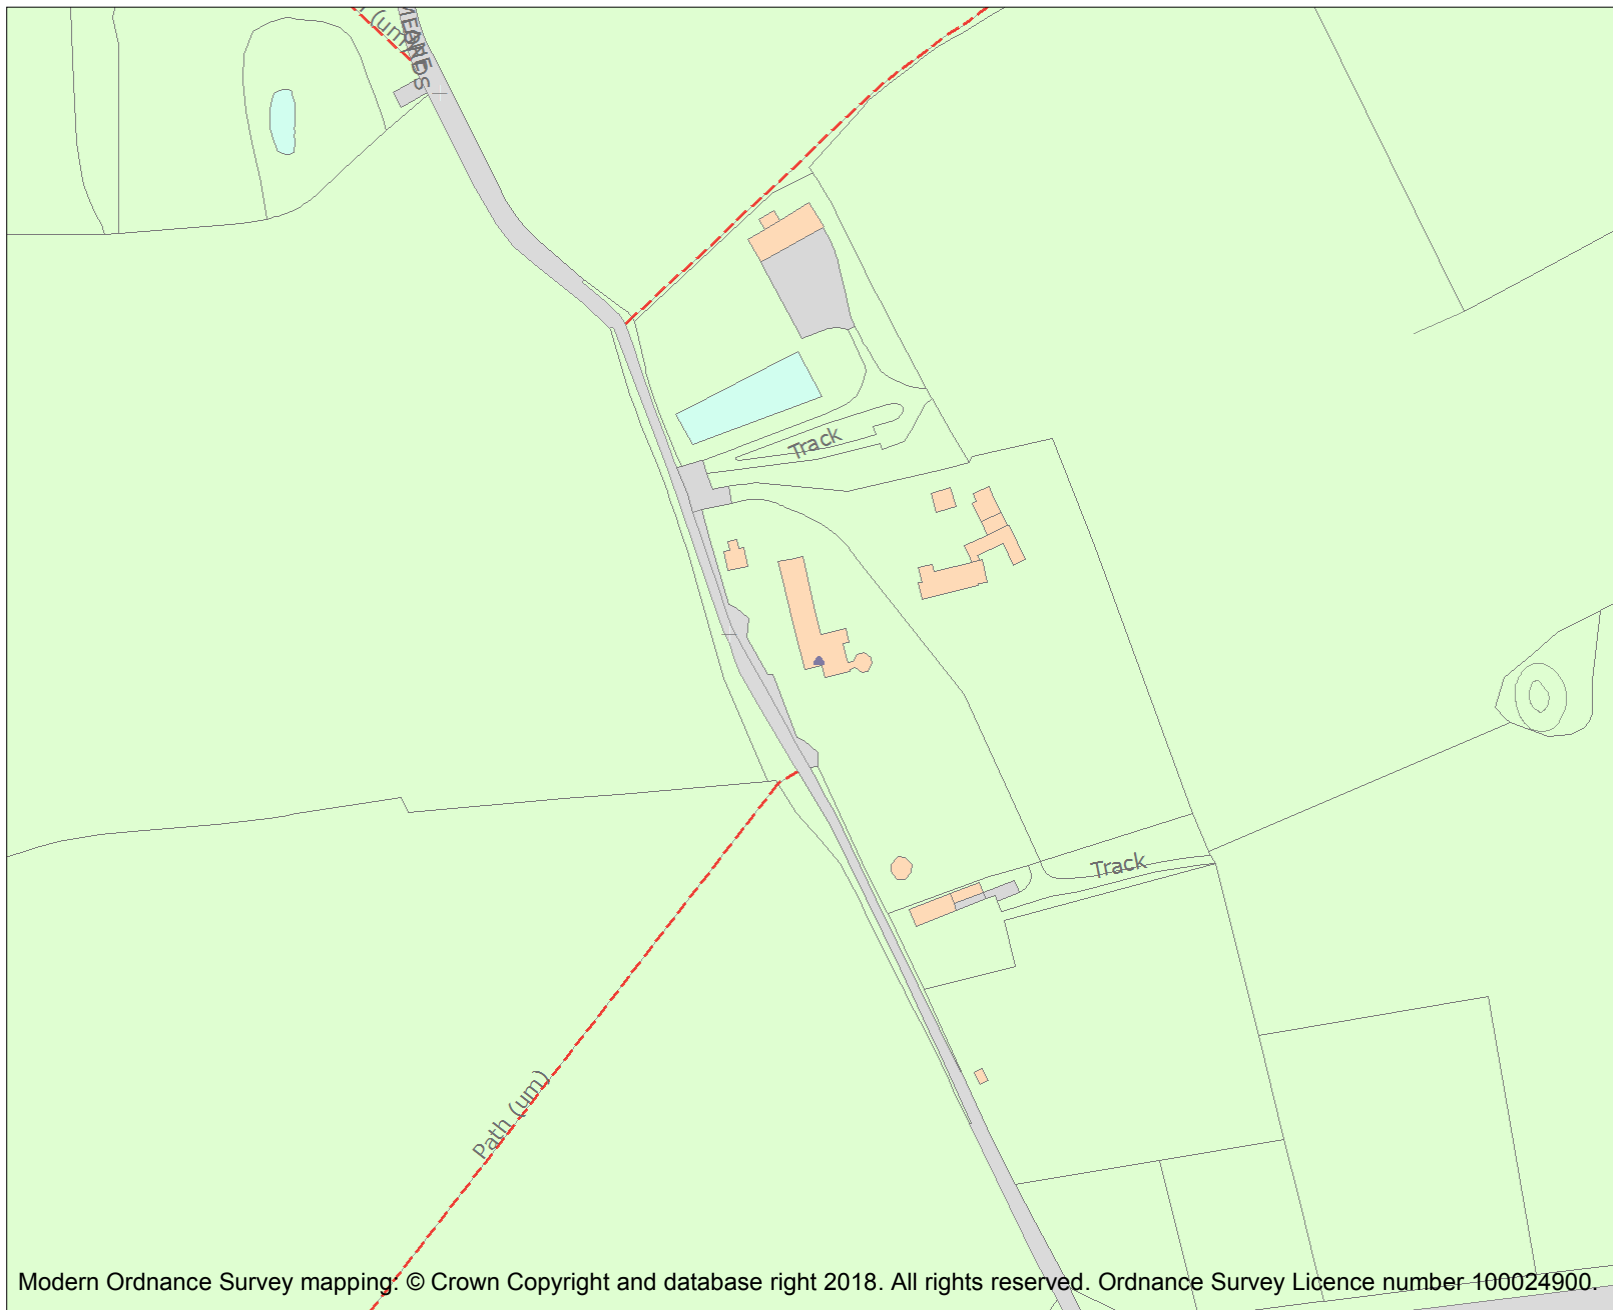 (um)
Track
Track
Path (um)
Modern Ordnance Survey mapping: © Crown Copyright and database right 2018. All rights reserved. Ordnance Survey Licence number 100024900.